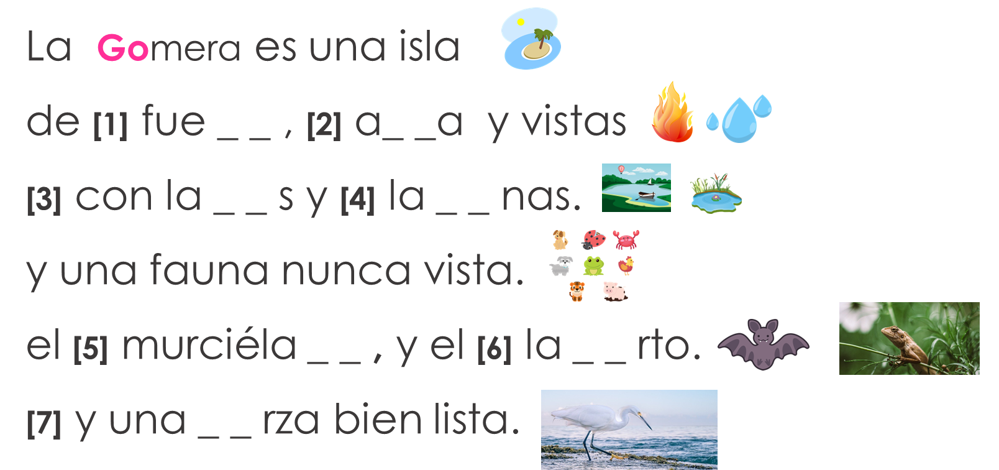 La Gomera es una isla
de [1] fue _ _ , [2] a_ _a y vistas
[3] con la _ _ s y [4] la _ _ nas.
y una fauna nunca vista.
el [5] murciéla _ _ , y el [6] la _ _ rto.
[7] y una _ _ rza bien lista.